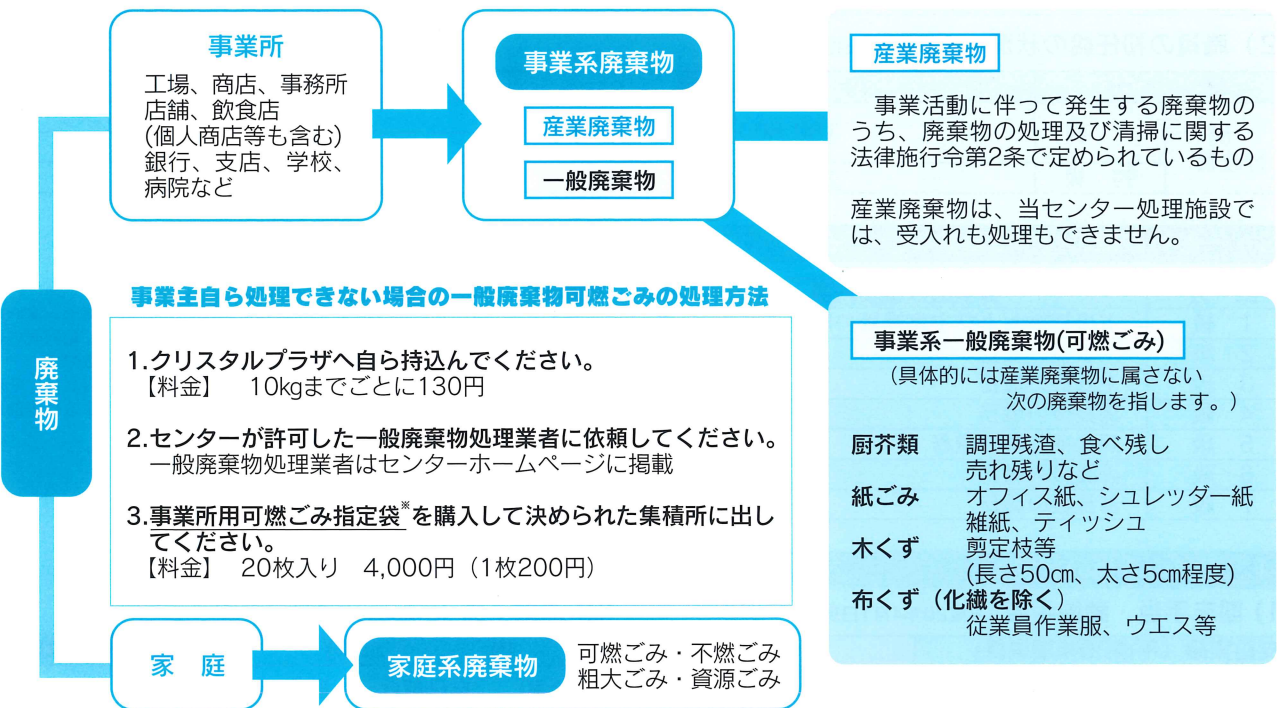 廃棄物
事業所
工場、商店、事務所
店舗、飲食店
(個人商店等も含む)
銀行、支店、学校、
病院など
事業系廃棄物
産業廃棄物
一般廃棄物
産業廃棄物
事業活動に伴って発生する廃棄物の
うち、廃棄物の処理及び清掃に関する
法律施行令第2条で定められているもの
産業廃棄物は、当センター処理施設で
は、受入れも処理もできません。
事業主自ら処理できない場合の一般廃棄物可燃ごみの処理方法
1.クリスタルプラザへ自ら持込んでください。
【料金】 10kgまでごとに130円
2.センターが許可した一般廃棄物処理業者に依頼してください。
一般廃棄物処理業者はセンターホームページに掲載
3.事業所用可燃ごみ指定袋※を購入して決められた集積所に出し
てください。
【料金】 20枚入り 4,000円（1枚200円）
事業系一般廃棄物(可燃ごみ)
（具体的には産業廃棄物に属さない
次の廃棄物を指します。）
厨芥類 調理残渣、食べ残し
売れ残りなど
紙ごみ オフィス紙、シュレッダー紙
雑紙、ティッシュ
木くず 剪定枝等
(長さ50㎝、太さ5㎝程度)
布くず（化繊を除く）
従業員作業服、ウエス等
家 庭
家庭系廃棄物
可燃ごみ・不燃ごみ
粗大ごみ・資源ごみ